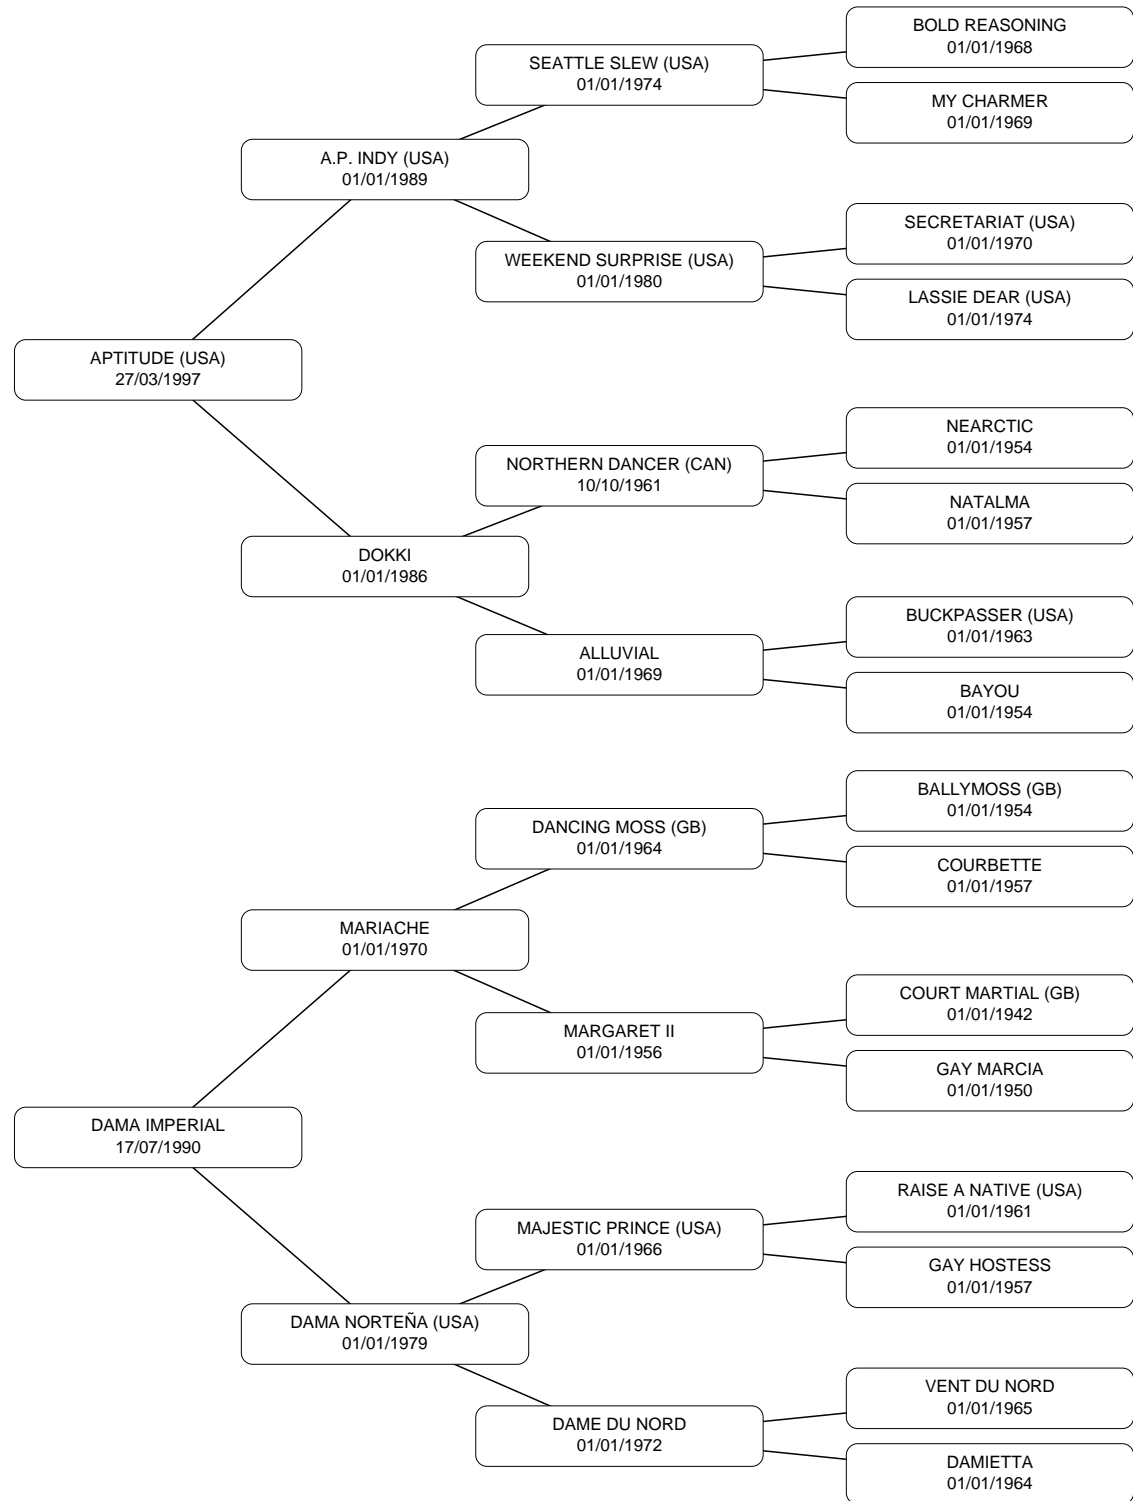 BOLD REASONING
01/01/1968
SEATTLE SLEW (USA)
01/01/1974
MY CHARMER
01/01/1969
A.P. INDY (USA)
01/01/1989
SECRETARIAT (USA)
01/01/1970
WEEKEND SURPRISE (USA)
01/01/1980
LASSIE DEAR (USA)
01/01/1974
APTITUDE (USA)
27/03/1997
NEARCTIC
01/01/1954
NORTHERN DANCER (CAN)
10/10/1961
NATALMA
01/01/1957
DOKKI
01/01/1986
BUCKPASSER (USA)
01/01/1963
ALLUVIAL
01/01/1969
BAYOU
01/01/1954
BALLYMOSS (GB)
01/01/1954
DANCING MOSS (GB)
01/01/1964
COURBETTE
01/01/1957
MARIACHE
01/01/1970
COURT MARTIAL (GB)
01/01/1942
MARGARET II
01/01/1956
GAY MARCIA
01/01/1950
DAMA IMPERIAL
17/07/1990
RAISE A NATIVE (USA)
01/01/1961
MAJESTIC PRINCE (USA)
01/01/1966
GAY HOSTESS
01/01/1957
DAMA NORTEÑA (USA)
01/01/1979
VENT DU NORD
01/01/1965
DAME DU NORD
01/01/1972
DAMIETTA
01/01/1964